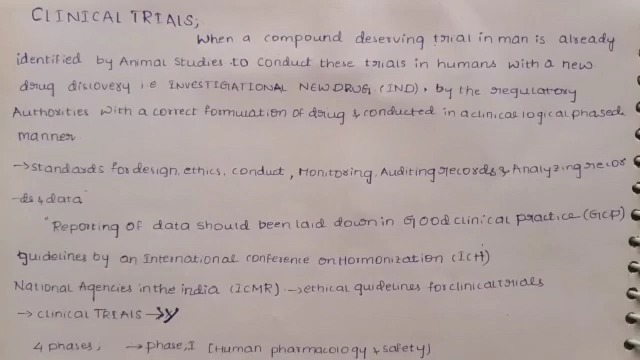 CLINICAL TRIALS;
When a compound deserving trial in man is already
identified by Animal Studies to conduct these trials in humans with a new
drug discovery i.e INVESTIGATIONAL NEW DRUG (IND). by the regulatory
Authorities with a correct formulation of drug & conducted in a clinical logical phased
manner
→ standards for design, ethics, conduct, Monitoring, Auditing records & Analyzing recor
-ds & data
"Reporting of data should been laid down in Good clinical practice (GCP)
guidelines by an International conference on Hormonization (ICH)
National Agencies in the india (ICMR) → ethical guidelines for clinical trials
→ clinical TRIALS →
4 phases; → phase, I [Human pharmacology & safety)